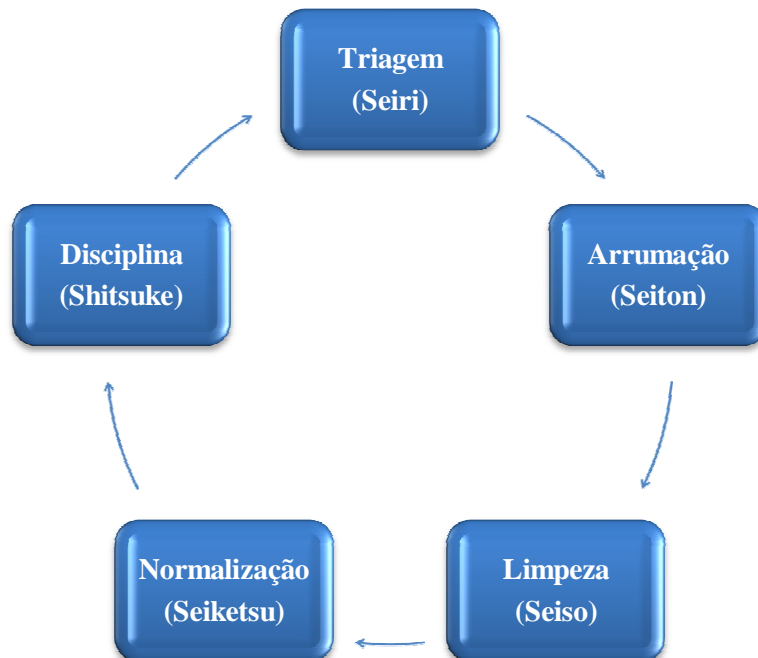 Triagem
(Seiri)
Arrumação
(Seiton)
Limpeza
(Seiso)
Normalização
(Seiketsu)
Disciplina
(Shitsuke)